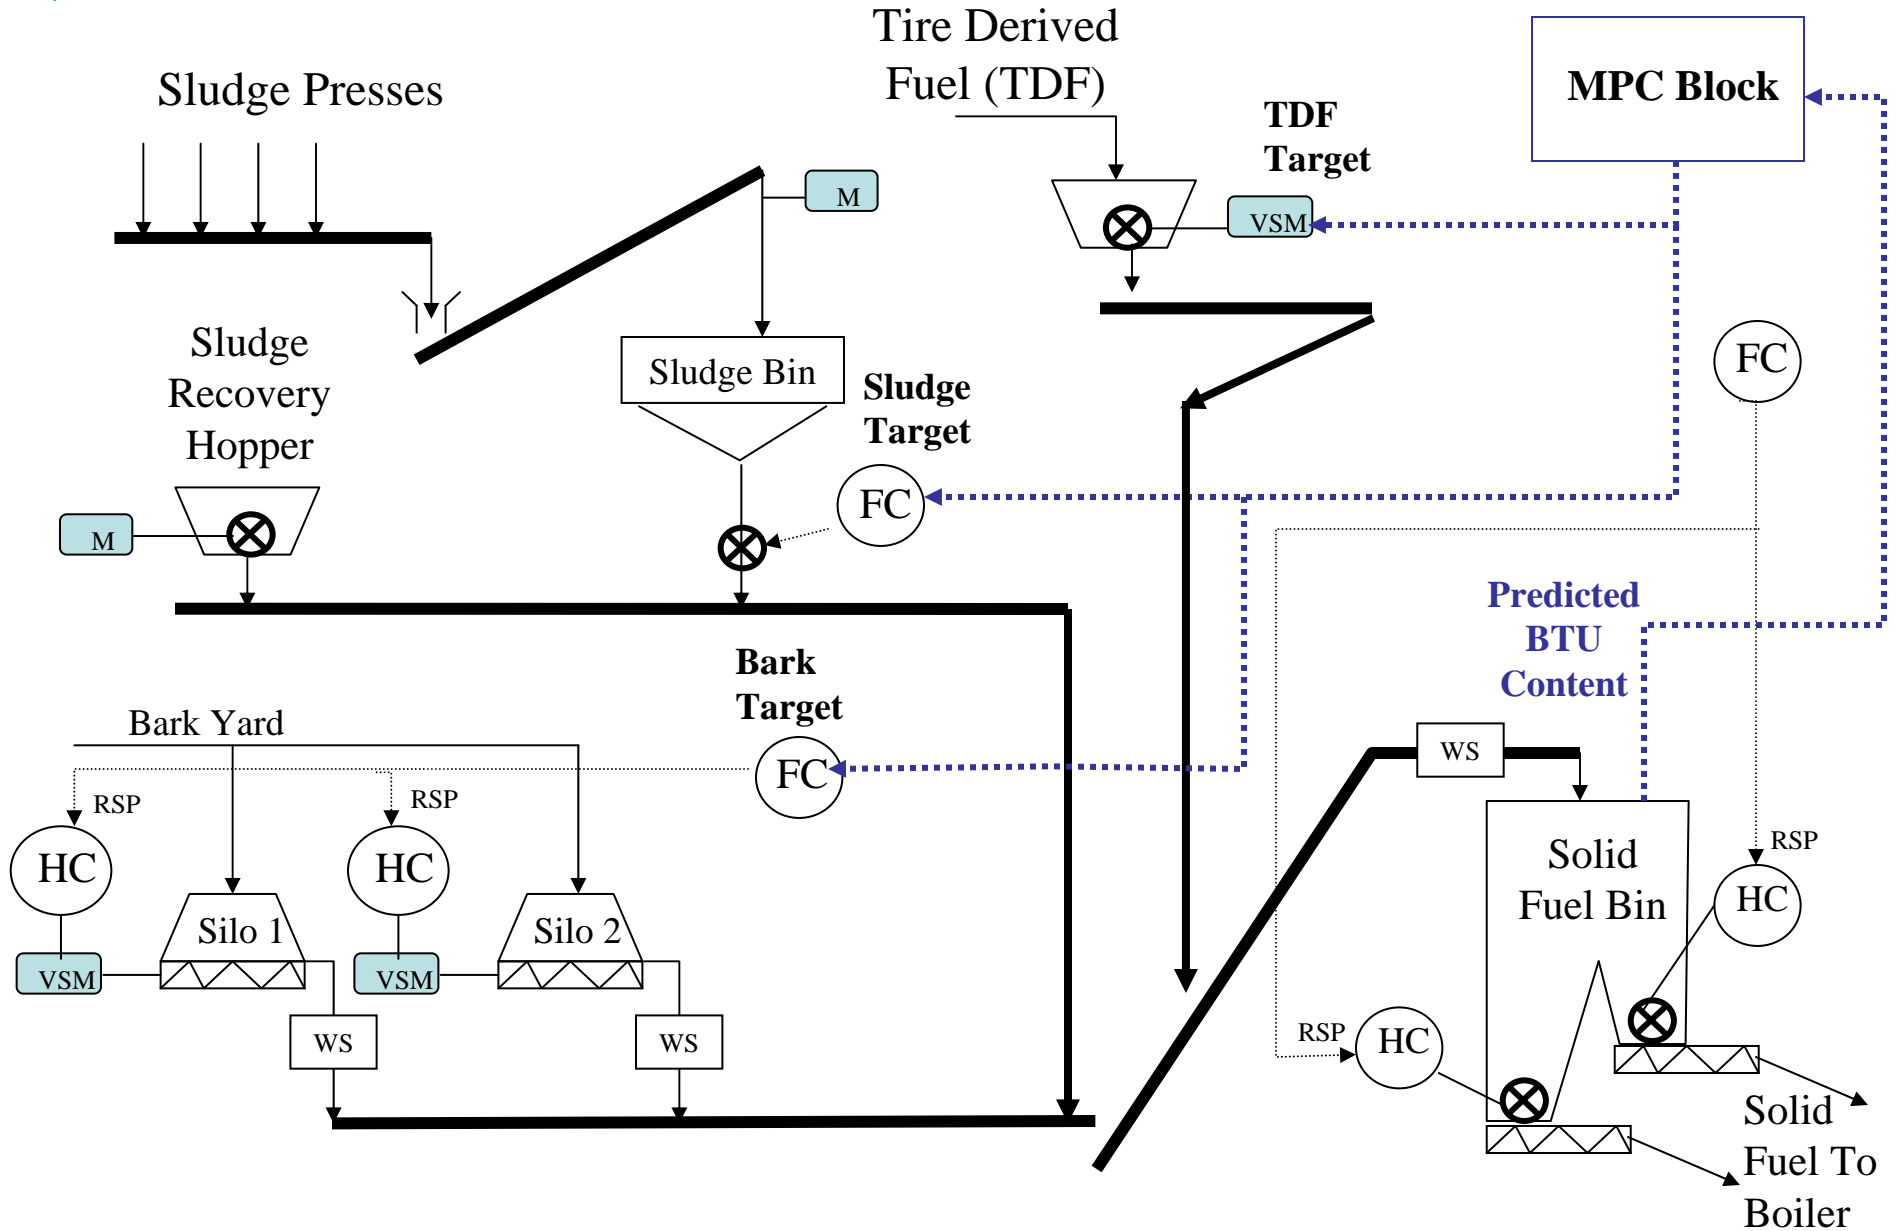 Tire Derived
Fuel (TDF)
Sludge Presses
MPC Block
TDF
Target
M
VSM
Sludge
Recovery
Hopper
Sludge Bin
Sludge
Target
FC
FC
M
Predicted
BTU
Content
Bark
Target
Bark Yard
FC
WS
RSP
RSP
RSP
HC
HC
Solid
Fuel Bin
HC
Silo 1
Silo 2
VSM
VSM
WS
WS
RSP
HC
Solid
Fuel To
Boiler